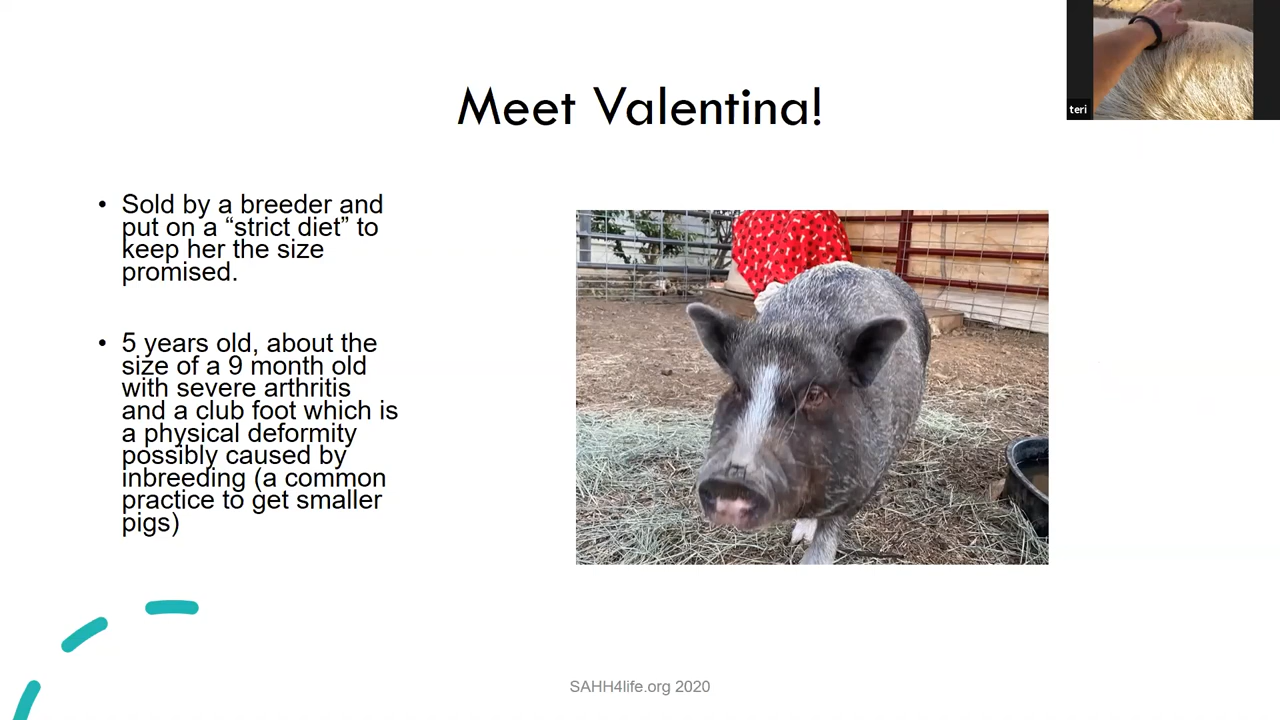 Meet Valentina!
teri
• Sold by a breeder and
put on a “strict diet” to
keep her the size
promised.
• 5 years old, about the
size of a 9 month old
with severe arthritis
and a club foot which is
a physical deformity
possibly caused by
inbreeding (a common
practice to get smaller
pigs)
SAHH4life.org 2020